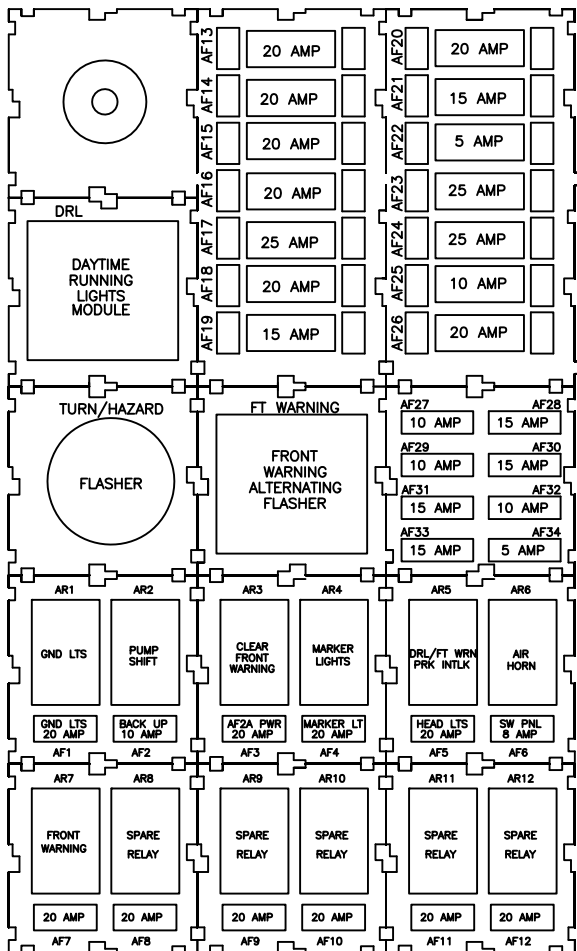 AF13 20 AMP
AF14 20 AMP
AF15 20 AMP
AF16 20 AMP
AF17 25 AMP
AF18 20 AMP
AF19 15 AMP
AF20 20 AMP
AF21 15 AMP
AF22 5 AMP
AF23 25 AMP
AF24 25 AMP
AF25 10 AMP
AF26 20 AMP
DRL
DAYTIME
RUNNING
LIGHTS
MODULE
TURN/HAZARD
FLASHER
FT WARNING
FRONT
WARNING
ALTERNATING
FLASHER
AF27 AF28
10 AMP 15 AMP
AF29 AF30
10 AMP 15 AMP
AF31 AF32
15 AMP 10 AMP
AF33 AF34
15 AMP 5 AMP
AR1
GND LTS
GND LTS
20 AMP
AF1
AR2
PUMP
SHIFT
BACK UP
10 AMP
AF2
AR3
CLEAR
FRONT
WARNING
AF2A PWR
20 AMP
AF3
AR4
MARKER
LIGHTS
MARKER LT
20 AMP
AF4
AR5
DRL/FT WRN
PRK INTLK
HEAD LTS
20 AMP
AF5
AR6
AIR
HORN
SW PNL
8 AMP
AF6
AR7
FRONT
WARNING
20 AMP
AF7
AR8
SPARE
RELAY
20 AMP
AF8
AR9
SPARE
RELAY
20 AMP
AF9
AR10
SPARE
RELAY
20 AMP
AF10
AR11
SPARE
RELAY
20 AMP
AF11
AR12
SPARE
RELAY
20 AMP
AF12